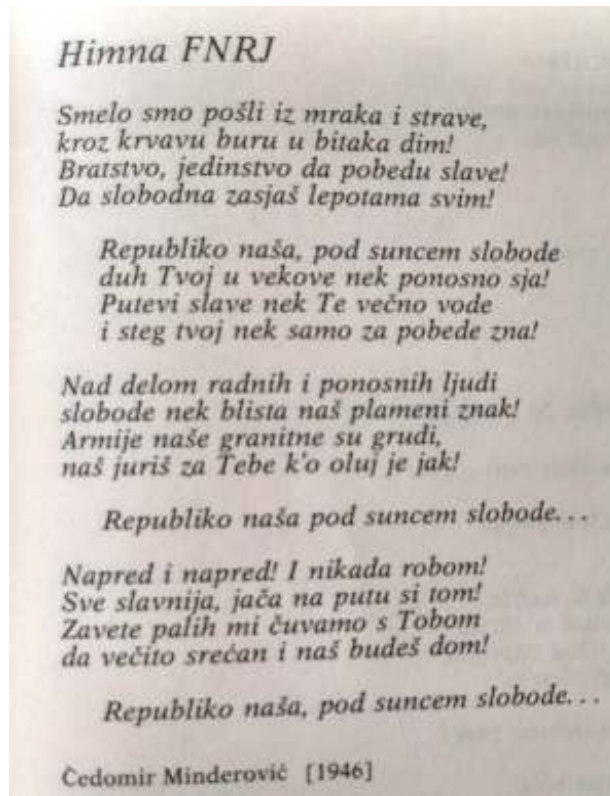 Himna FNRJ
Smelo smo pošli iz mraka i strave,
kroz krvavu buru u bitaka dim!
Bratstvo, jedinstvo da pobedu slave!
Da slobodna zasjaš lepotama svim!
Republiko naša, pod suncem slobode
duh Tvoj u vekove nek ponosno sja!
Putevi slave nek Te večno vode
i steg tvoj nek samo za pobede zna!
Nad delom radnih i ponosnih ljudi
slobode nek blista naš plameni znak!
Armije naše granitne su grudi,
naš juriš za Tebe k'o oluj je jak!
Republiko naša pod suncem slobode...
Napred i napred! I nikada robom!
Sve slavnija, jača na putu si tom!
Zavete palih mi čuvamo s Tobom
da večito srećan i naš budeš dom!
Republiko naša, pod suncem slobode...
Čedomir Minderović [1946]